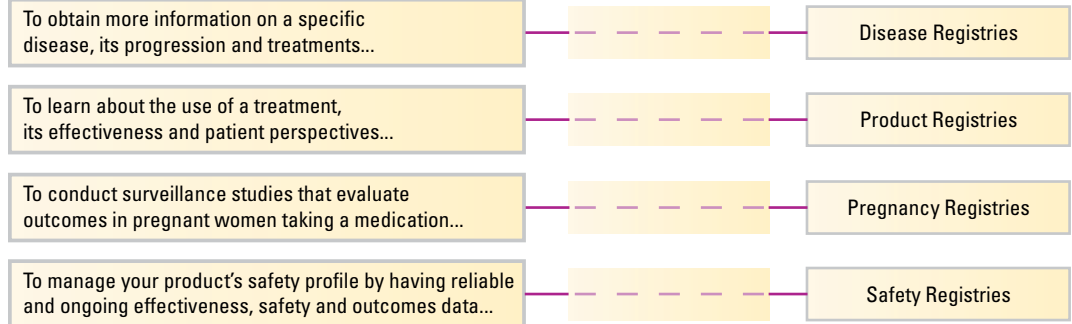 To obtain more information on a specific
disease, its progression and treatments...
Disease Registries
To learn about the use of a treatment,
its effectiveness and patient perspectives...
Product Registries
To conduct surveillance studies that evaluate
outcomes in pregnant women taking a medication...
Pregnancy Registries
To manage your product’s safety profile by having reliable
and ongoing effectiveness, safety and outcomes data...
Safety Registries